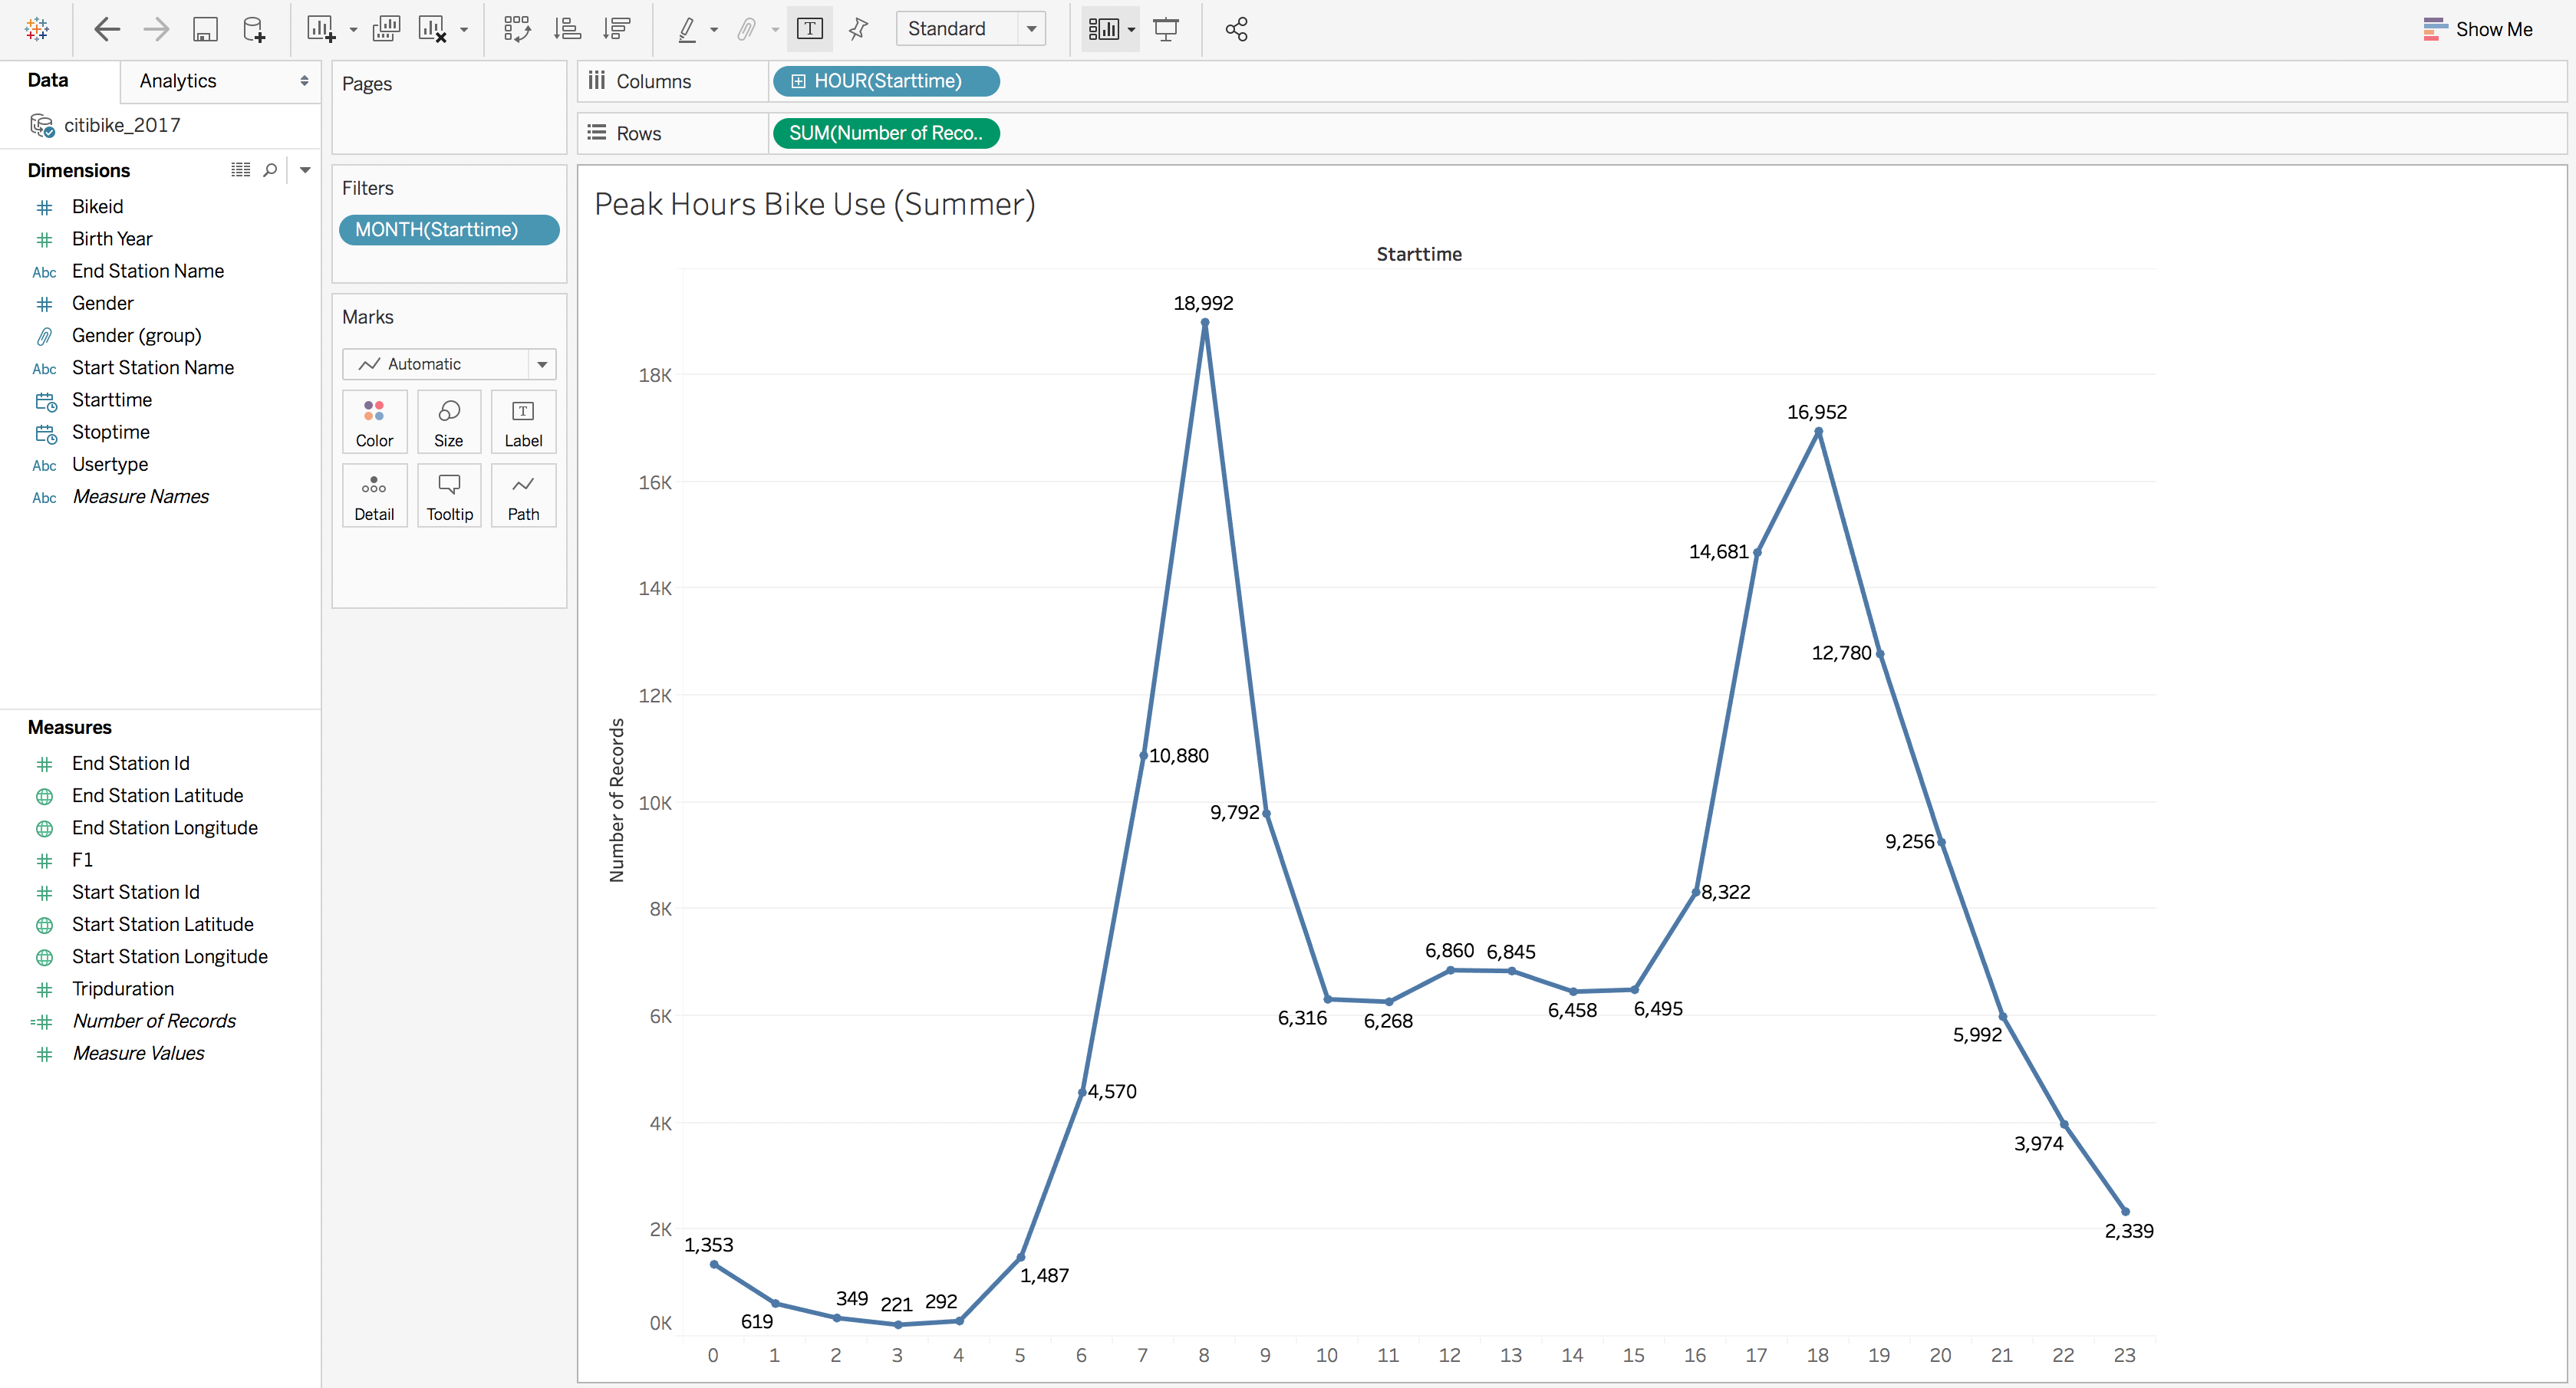 Standard
Show Me
Data
Analytics
citibike_2017
Dimensions
Bikeid
Birth Year
Abc End Station Name
Gender
Gender (group)
Abc Start Station Name
Starttime
Stoptime
Abc Usertype
Abc Measure Names
Measures
End Station Id
End Station Latitude
End Station Longitude
F1
Start Station Id
Start Station Latitude
Start Station Longitude
Tripduration
Number of Records
Measure Values
Pages
Filters
MONTH(Starttime)
Marks
Automatic
Color Size Label
Detail Tooltip Path
Columns HOUR(Starttime)
Rows SUM(Number of Reco..
Peak Hours Bike Use (Summer)
Starttime
Number of Records
18K
16K
14K
12K
10K
8K
6K
4K
2K
0K
1,353
619
349
221
292
1,487
4,570
10,880
18,992
9,792
6,316
6,268
6,860
6,845
6,458
6,495
8,322
14,681
16,952
12,780
9,256
5,992
3,974
2,339
0 1 2 3 4 5 6 7 8 9 10 11 12 13 14 15 16 17 18 19 20 21 22 23